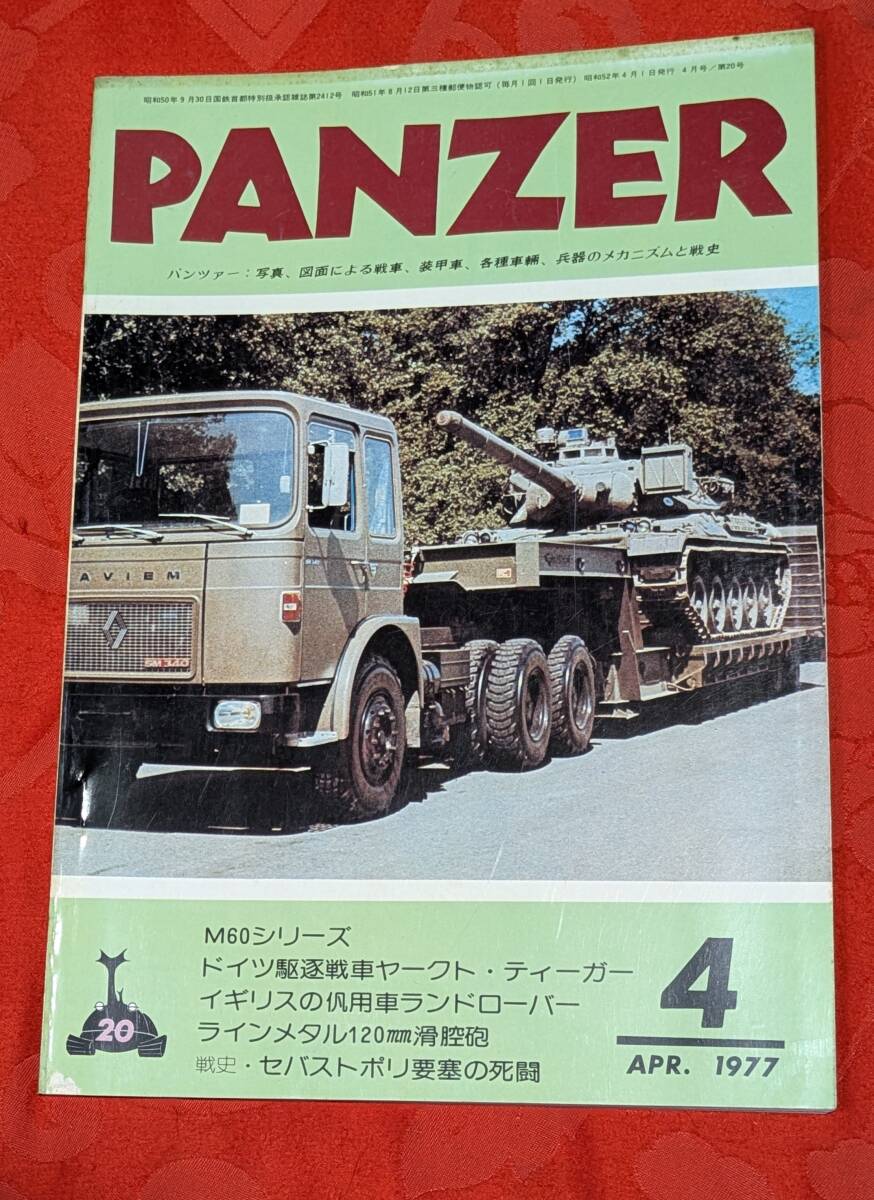 昭和50年9月30日国鉄首都特別扱承認雑誌第2412号 昭和51年8月12日第三種郵便物認可(毎月1回1日発行) 昭和52年4月1日発行 4月号/第20号
PANZER
パンツァー:写真、図面による戦車、装甲車、各種車輛、兵器のメカニズムと戦史
SAVIEM
SM 340
M60シリーズ
ドイツ駆逐戦車ヤークト・ティーガー
イギリスの汎用車ランドローバー
ラインメタル120mm滑腔砲
戦史・セバストポリ要塞の死闘
20
4
APR. 1977